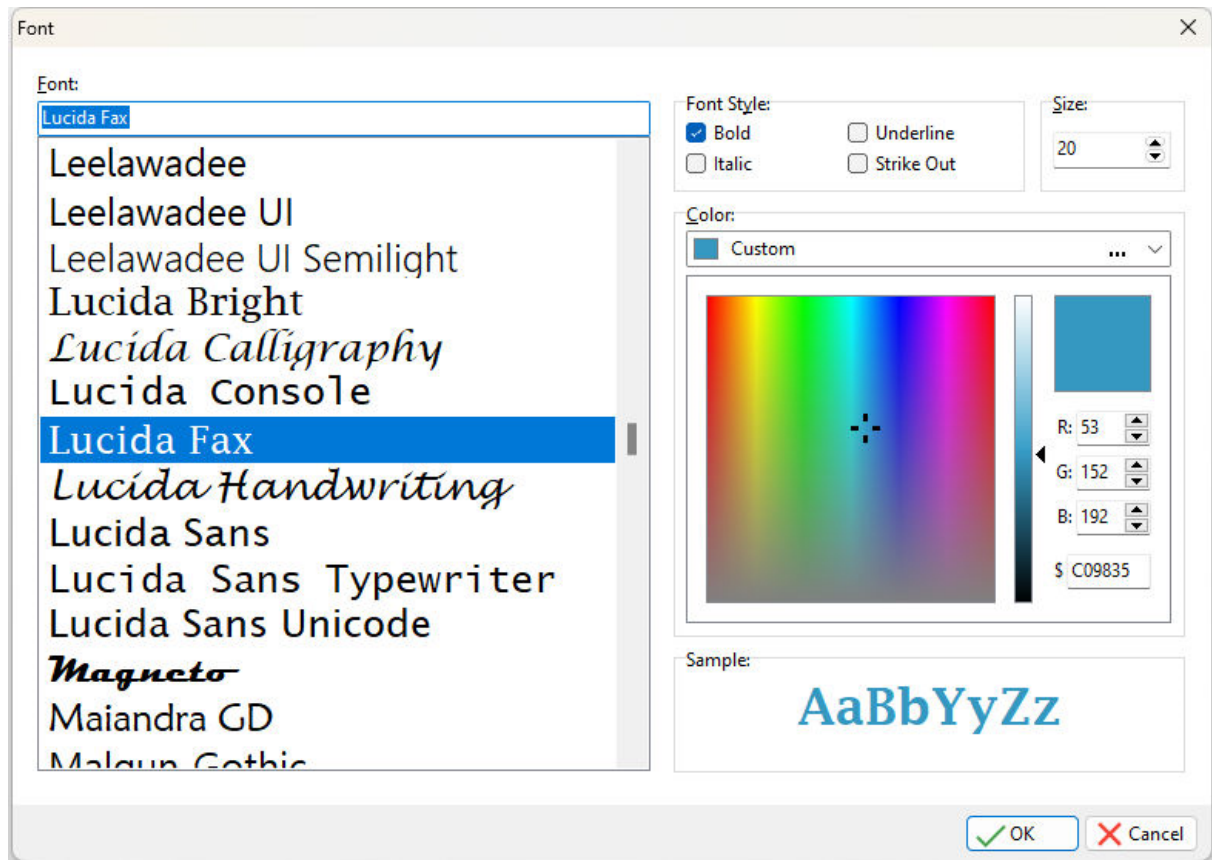 Font
Font:
Lucida Fax
Leelawadee
Leelawadee UI
Leelawadee UI Semilight
Lucida Bright
Lucida Calligraphy
Lucida Console
Lucida Fax
Lucida Handwriting
Lucida Sans
Lucida Sans Typewriter
Lucida Sans Unicode
Magneto
Maiandra GD
Malgun Gothic
Font Style:
Bold
Underline
Italic
Strike Out
Size:
20
Color:
Custom
...
R: 53
G: 152
B: 192
$ C09835
Sample:
AaBbYyZz
OK
Cancel